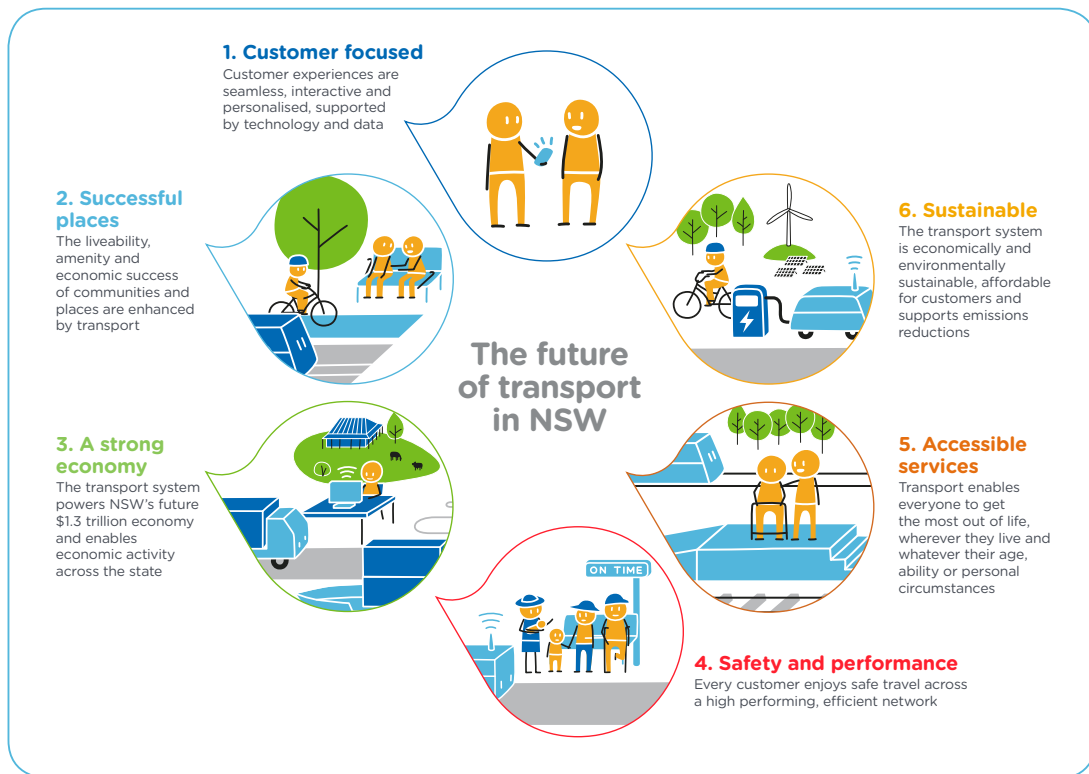 1. Customer focused
Customer experiences are
seamless, interactive and
personalised, supported
by technology and data
2. Successful
places
The liveability,
amenity and
economic success
of communities and
places are enhanced
by transport
3. A strong
economy
The transport system
powers NSW's future
$1.3 trillion economy
and enables
economic activity
across the state
The future
of transport
in NSW
ON TIME
4. Safety and performance
Every customer enjoys safe travel across
a high performing, efficient network
5. Accessible
services
Transport enables
everyone to get
the most out of life,
wherever they live and
whatever their age,
ability or personal
circumstances
6. Sustainable
The transport system
is economically and
environmentally
sustainable, affordable
for customers and
supports emissions
reductions